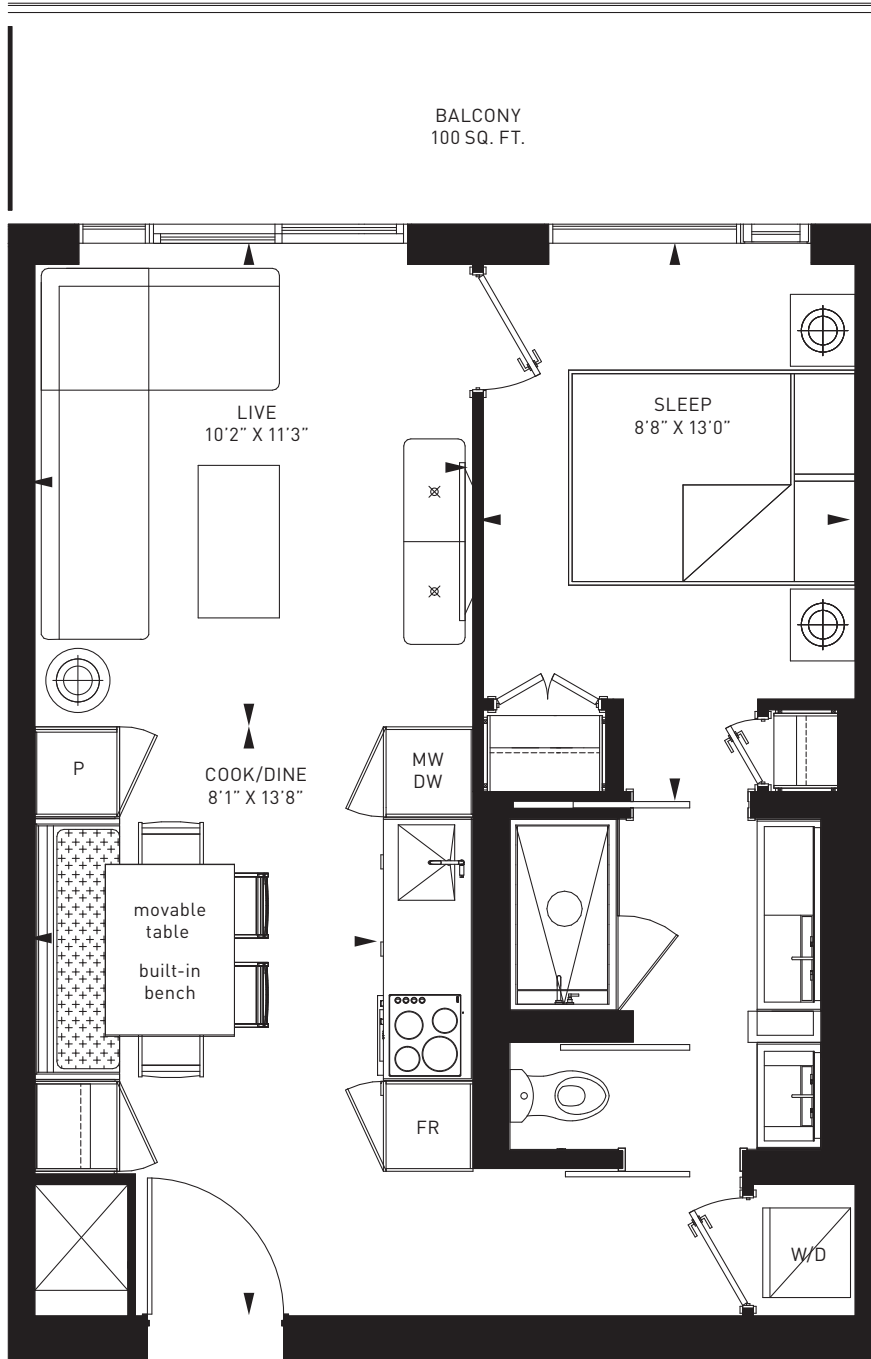 BALCONY
100 SQ. FT.
LIVE
10’2” X 11’3”
SLEEP
8’8” X 13’0”
P
COOK/DINE
8’1” X 13’8”
MW
DW
movable
table
built-in
bench
FR
W/D